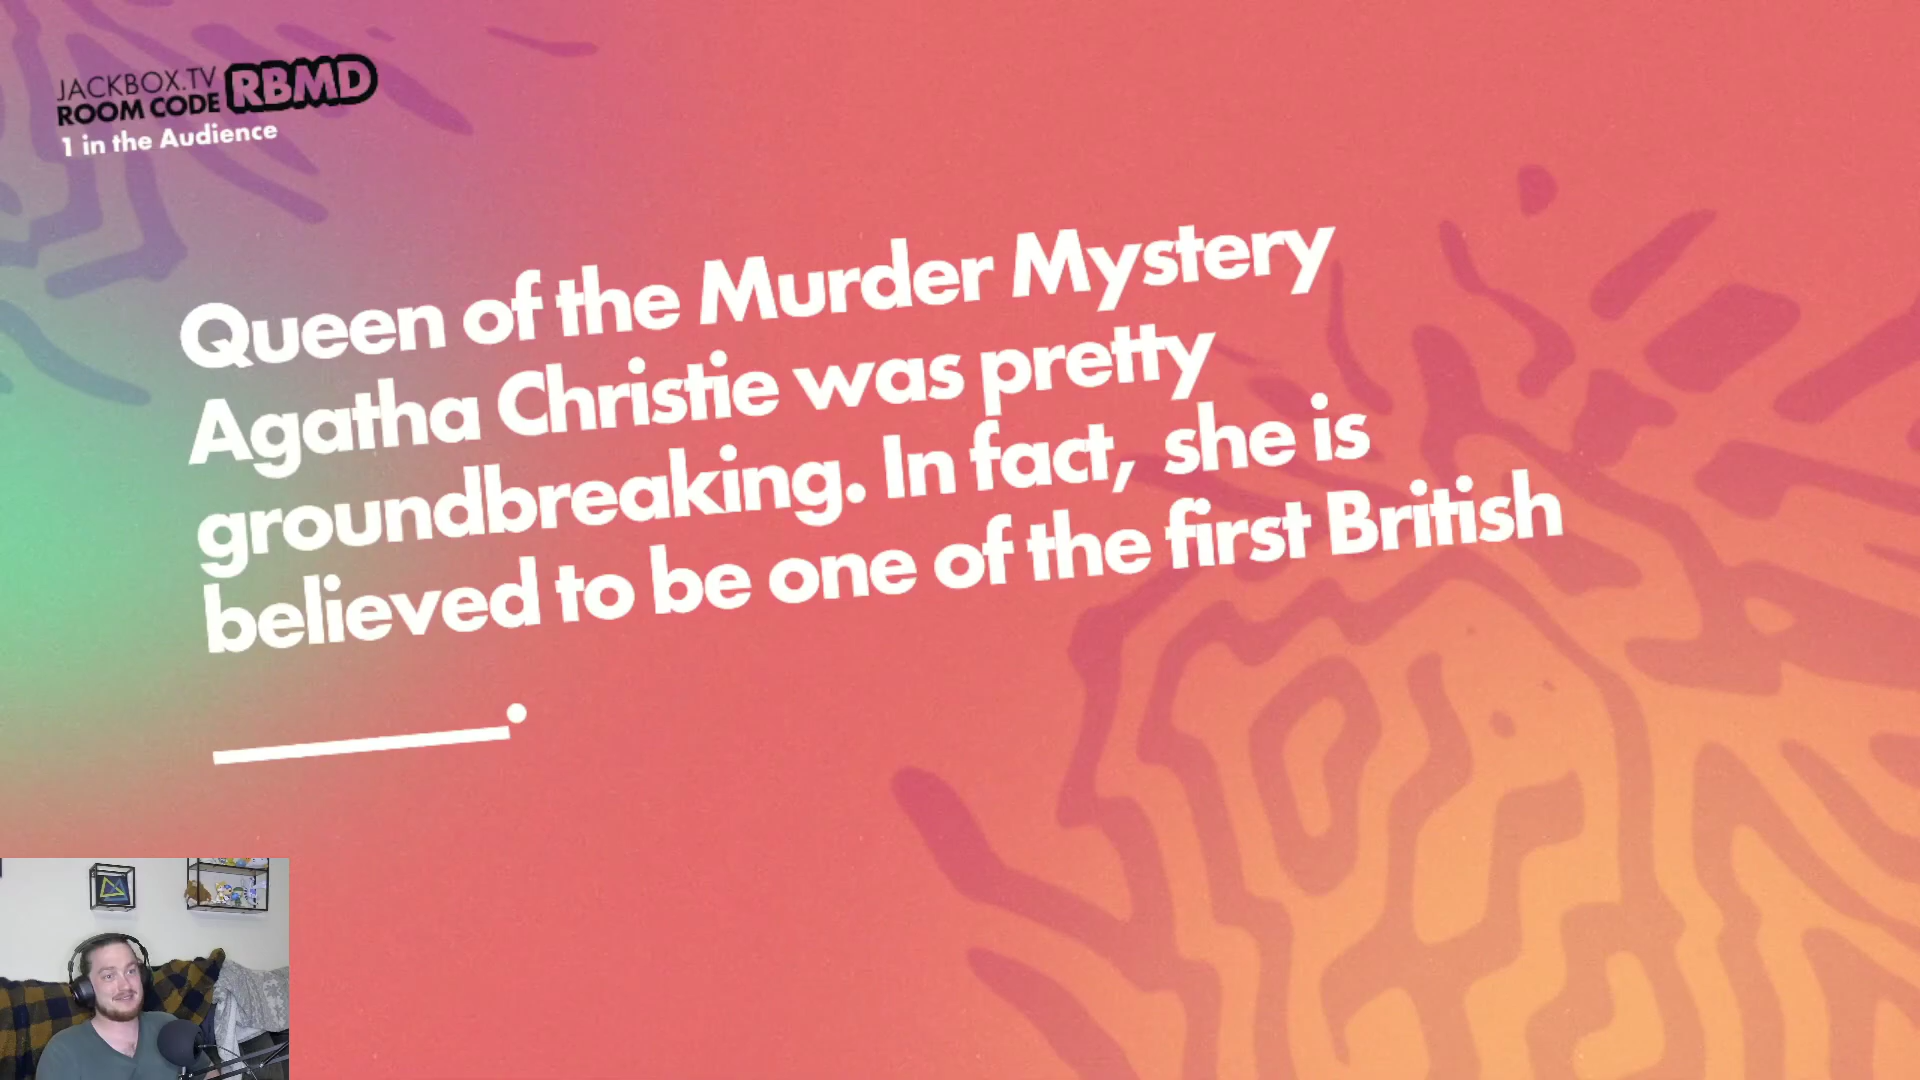 JACKBOX.TV
ROOM CODE RBMD
1 in the Audience
Queen of the Murder Mystery
Agatha Christie was pretty
groundbreaking. In fact, she is
believed to be one of the first British
______.